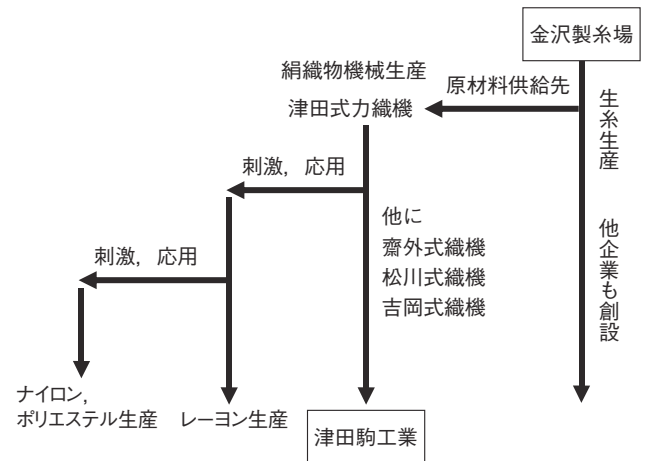 金沢製糸場
絹織物機械生産
原材料供給先
津田式力織機
生糸生産
他企業も創設
刺激，応用
他に
齋外式織機
松川式織機
吉岡式織機
刺激，応用
ナイロン，
ポリエステル生産
レーヨン生産
津田駒工業